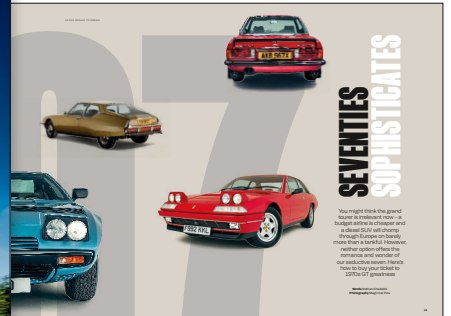 07
SEVENTIES
SOPHISTICATES
You might think the grand
tourer is irrelevant now – a
budget airline is cheaper and
a diesel SUV will chomp
through Europe on barely
more than a tankful. However,
neither option offers the
romance and wonder of
our seductive seven. Here's
how to buy your ticket to
1970s GT greatness
F982 KKL